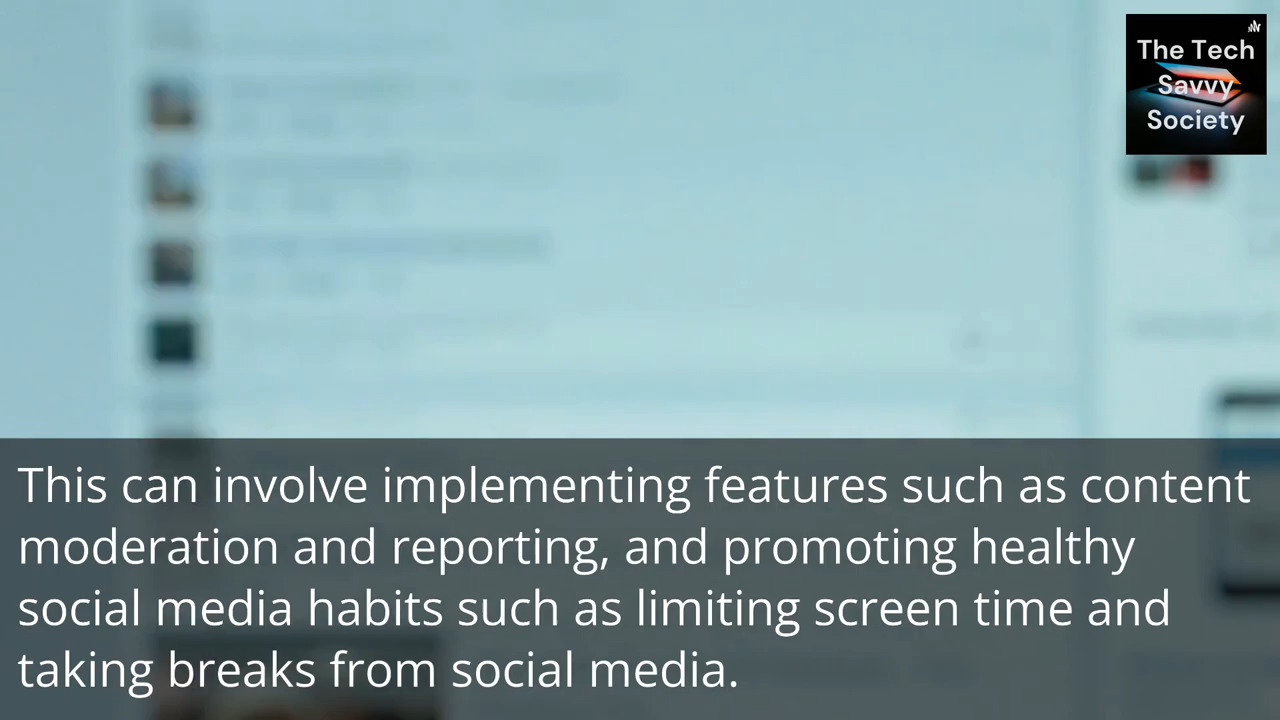 The Tech
Savvy
Society
This can involve implementing features such as content
moderation and reporting, and promoting healthy
social media habits such as limiting screen time and
taking breaks from social media.